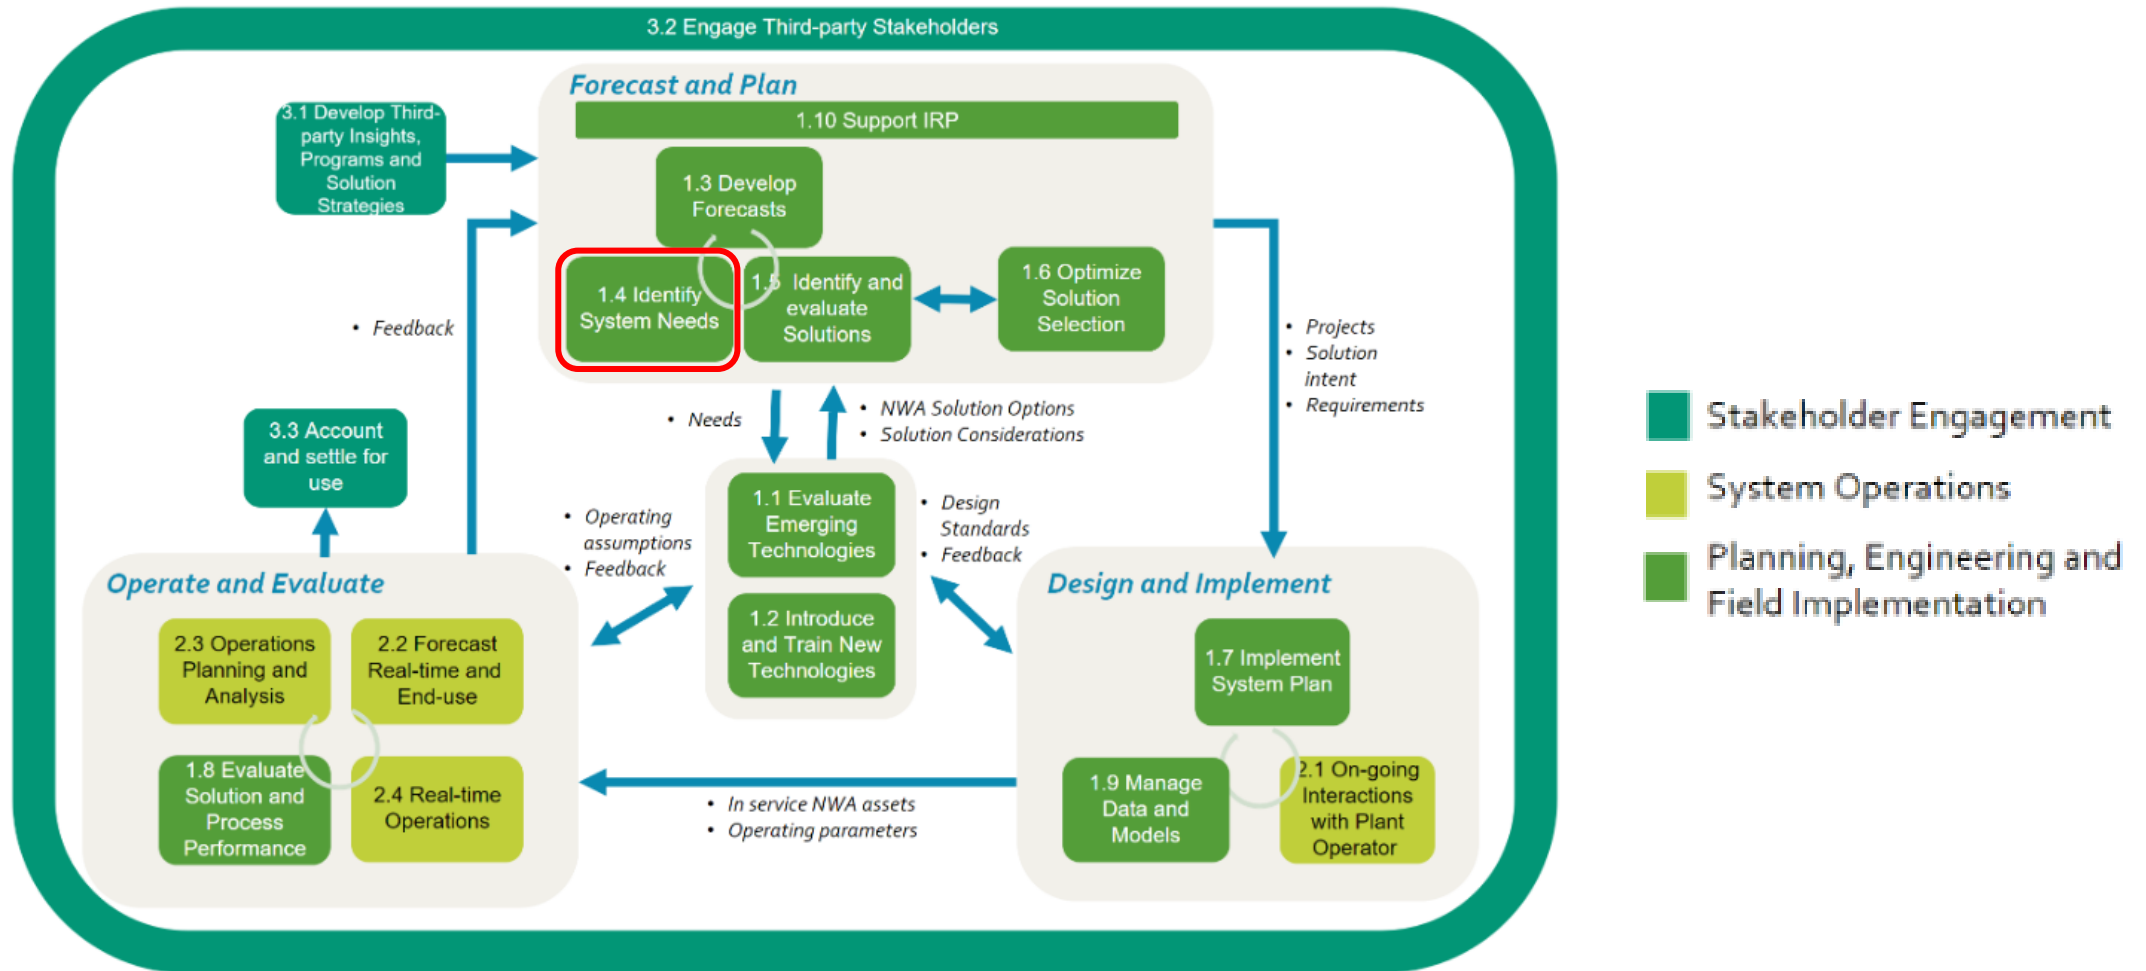 3.2 Engage Third-party Stakeholders
Forecast and Plan
1.10 Support IRP
3.1 Develop Third-
party Insights,
Programs and
Solution
Strategies
1.3 Develop
Forecasts
1.4 Identify
System Needs
1.5 Identify and
evaluate
Solutions
1.6 Optimize
Solution
Selection
• Feedback
• Projects
• Solution
intent
• Requirements
• Needs
• NWA Solution Options
• Solution Considerations
3.3 Account
and settle for
use
1.1 Evaluate
Emerging
Technologies
1.2 Introduce
and Train New
Technologies
• Operating
assumptions
• Feedback
• Design
Standards
• Feedback
Operate and Evaluate
2.3 Operations
Planning and
Analysis
2.2 Forecast
Real-time and
End-use
1.8 Evaluate
Solution and
Process
Performance
2.4 Real-time
Operations
Design and Implement
1.7 Implement
System Plan
1.9 Manage
Data and
Models
2.1 On-going
Interactions
with Plant
Operator
• In service NWA assets
• Operating parameters
Stakeholder Engagement
System Operations
Planning, Engineering and
Field Implementation